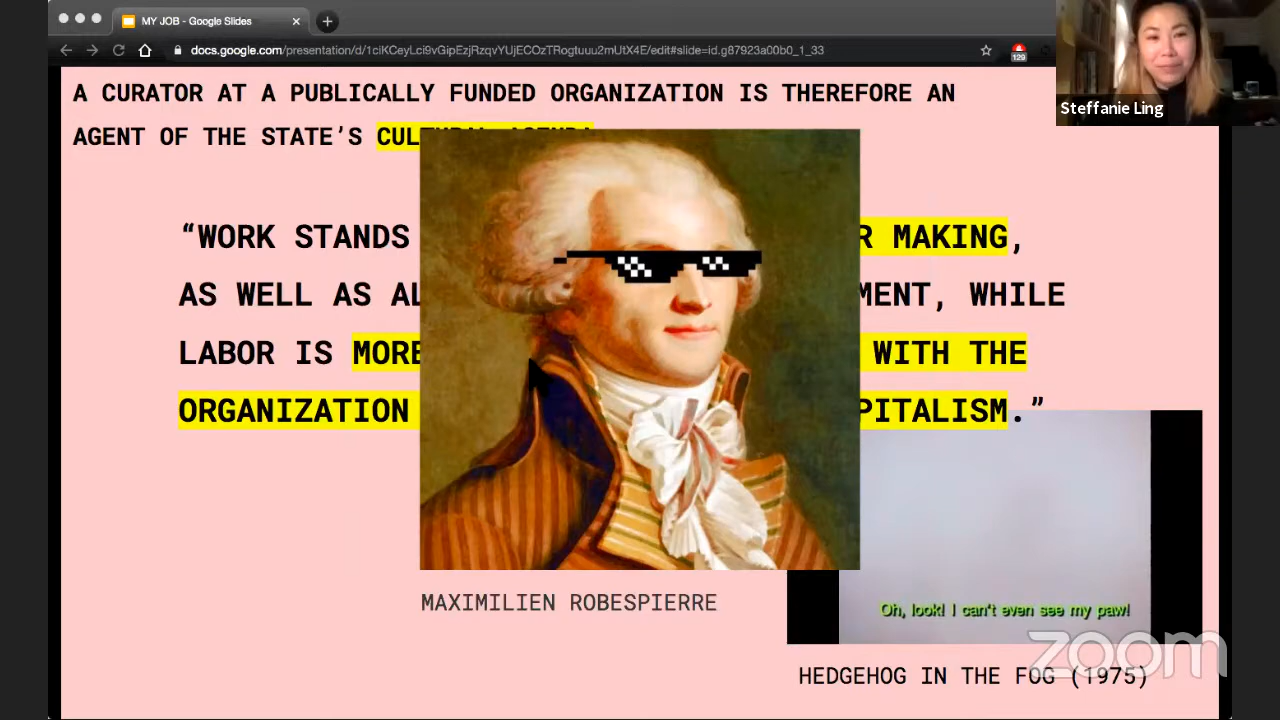 MY JOB - Google Slides
docs.google.com/presentation/d/1ciKCeyLci9vGipEzjRzqvYUjECOzTRogtuuu2mUtX4E/edit#slide=id.g87923a00b0_1_33
129
Steffanie Ling
A CURATOR AT A PUBLICALLY FUNDED ORGANIZATION IS THEREFORE AN
AGENT OF THE STATE’S CULTURAL AGENDA
“WORK STANDS R MAKING,
AS WELL AS AL MENT, WHILE
LABOR IS MORE WITH THE
ORGANIZATION PITALISM.”
Oh, look! I can't even see my paw!
MAXIMILIEN ROBESPIERRE
HEDGEHOG IN THE FOG (1975)
zoom